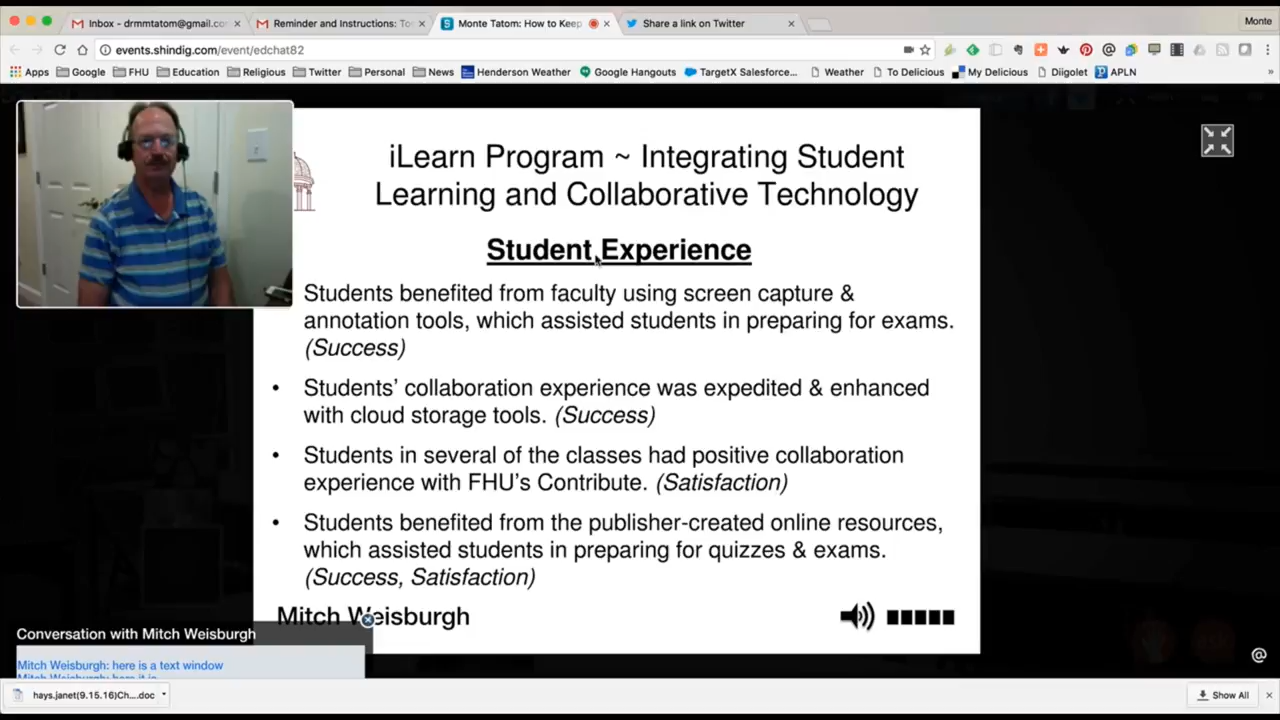 Inbox - drmmtatom@gmail.co
Reminder and Instructions: To
Monte Tatom: How to Keep
Share a link on Twitter
Monte
events.shindig.com/event/edchat82
Apps
Google
FHU
Education
Religious
Twitter
Personal
News
Henderson Weather
Google Hangouts
TargetX Salesforce...
Weather
To Delicious
My Delicious
Diigolet
APLN
»
iLearn Program ~ Integrating Student
Learning and Collaborative Technology
Student Experience
Students benefited from faculty using screen capture &
annotation tools, which assisted students in preparing for exams.
(Success)
• Students’ collaboration experience was expedited & enhanced
with cloud storage tools. (Success)
• Students in several of the classes had positive collaboration
experience with FHU’s Contribute. (Satisfaction)
• Students benefited from the publisher-created online resources,
which assisted students in preparing for quizzes & exams.
(Success, Satisfaction)
Mitch Weisburgh
Conversation with Mitch Weisburgh
Mitch Weisburgh: here is a text window
Mitch Weisburgh: here it is
@
hays.janet(9.15.16)Ch....doc
Show All